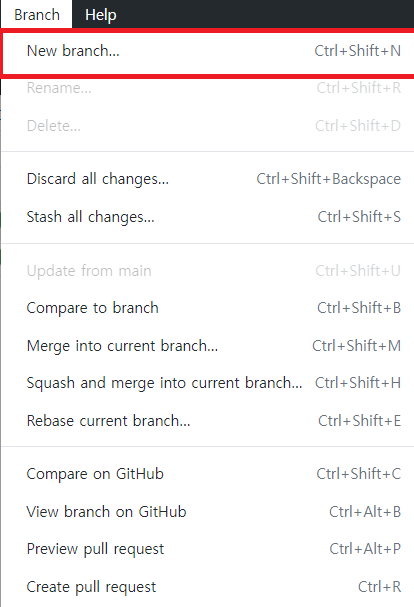 Branch Help
New branch... Ctrl+Shift+N
Rename... Ctrl+Shift+R
Delete... Ctrl+Shift+D
Discard all changes... Ctrl+Shift+Backspace
Stash all changes... Ctrl+Shift+S
Update from main Ctrl+Shift+U
Compare to branch Ctrl+Shift+B
Merge into current branch... Ctrl+Shift+M
Squash and merge into current branch... Ctrl+Shift+H
Rebase current branch... Ctrl+Shift+E
Compare on GitHub Ctrl+Shift+C
View branch on GitHub Ctrl+Alt+B
Preview pull request Ctrl+Alt+P
Create pull request Ctrl+R